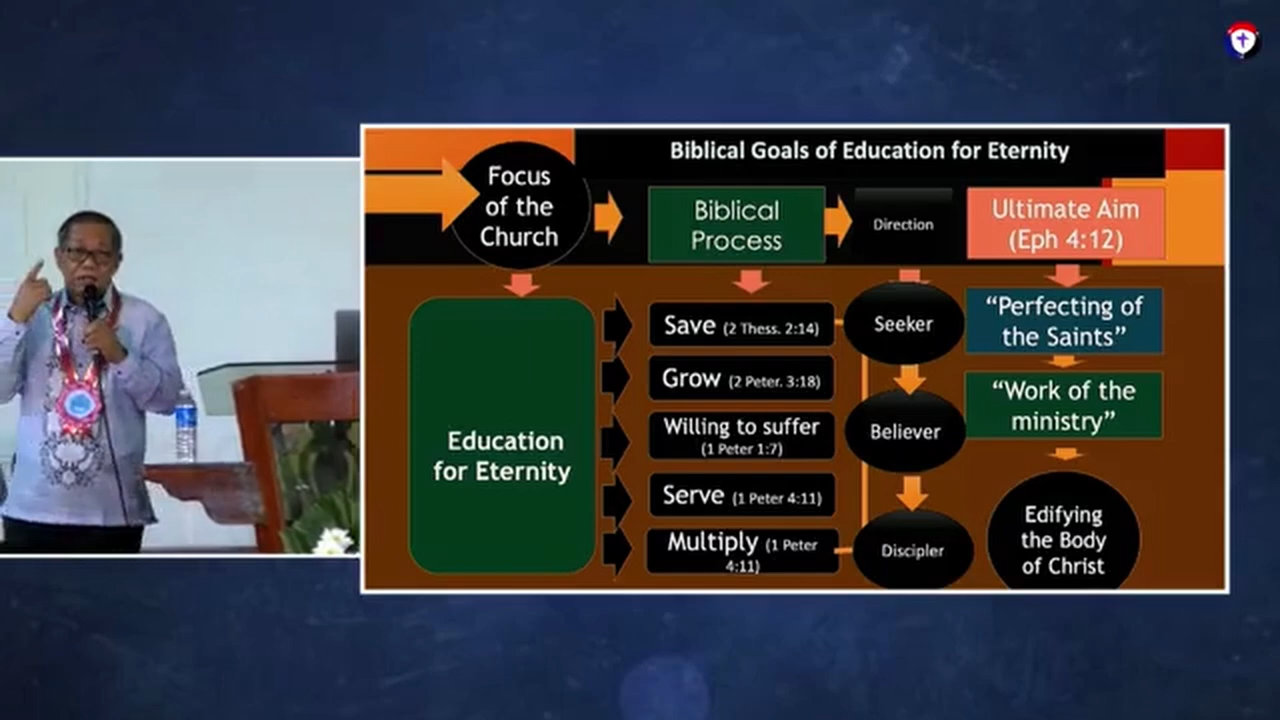 Biblical Goals of Education for Eternity
Focus
of the
Church
Biblical
Process
Direction
Ultimate Aim
(Eph 4:12)
Education
for Eternity
Save (2 Thess. 2:14)
Grow (2 Peter. 3:18)
Willing to suffer
(1 Peter 1:7)
Serve (1 Peter 4:11)
Multiply (1 Peter
4:11)
Seeker
Believer
Discipler
“Perfecting of
the Saints”
“Work of the
ministry”
Edifying
the Body
of Christ